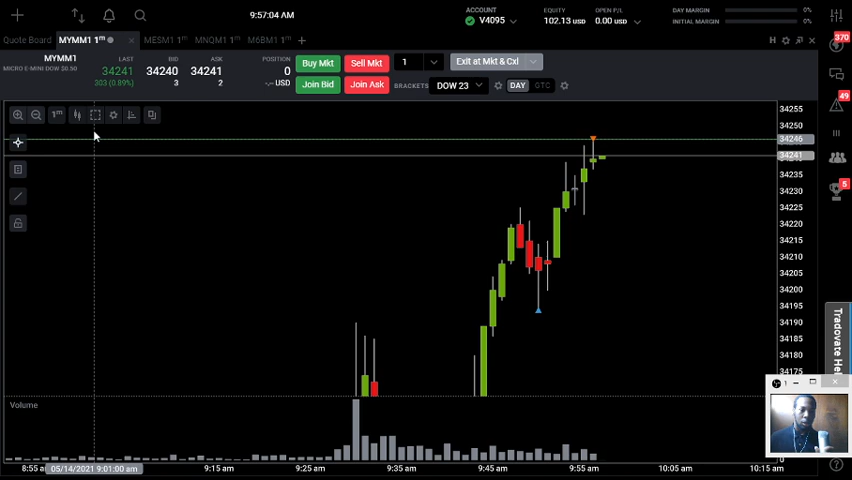 9:57:04 AM
ACCOUNT
V4095
EQUITY
102.13 USD
OPEN P/L
0.00 USD
DAY MARGIN 0%
INITIAL MARGIN 0%
370
Quote Board
MYMM1 1m
MESM1 1m
MNQM1 1m
M6BM1 1m
H
MYMM1
MICRO E-MINI DOW $0.50
LAST
34241
303 (0.89%)
BID
34240
3
ASK
34241
2
POSITION
0
-.-- USD
Buy Mkt
Sell Mkt
1
Exit at Mkt & Cxl
Join Bid
Join Ask
BRACKETS
DOW 23
DAY
GTC
49
5
1m
34255
34250
34246
34241
34235
34230
34225
34220
34215
34210
34205
34200
34195
34190
34185
34180
34175
Tradovate Hel
1
Volume
0
8:55 a
05/14/2021 9:01:00 am
9:15 am
9:25 am
9:35 am
9:45 am
9:55 am
10:05 am
10:15 am